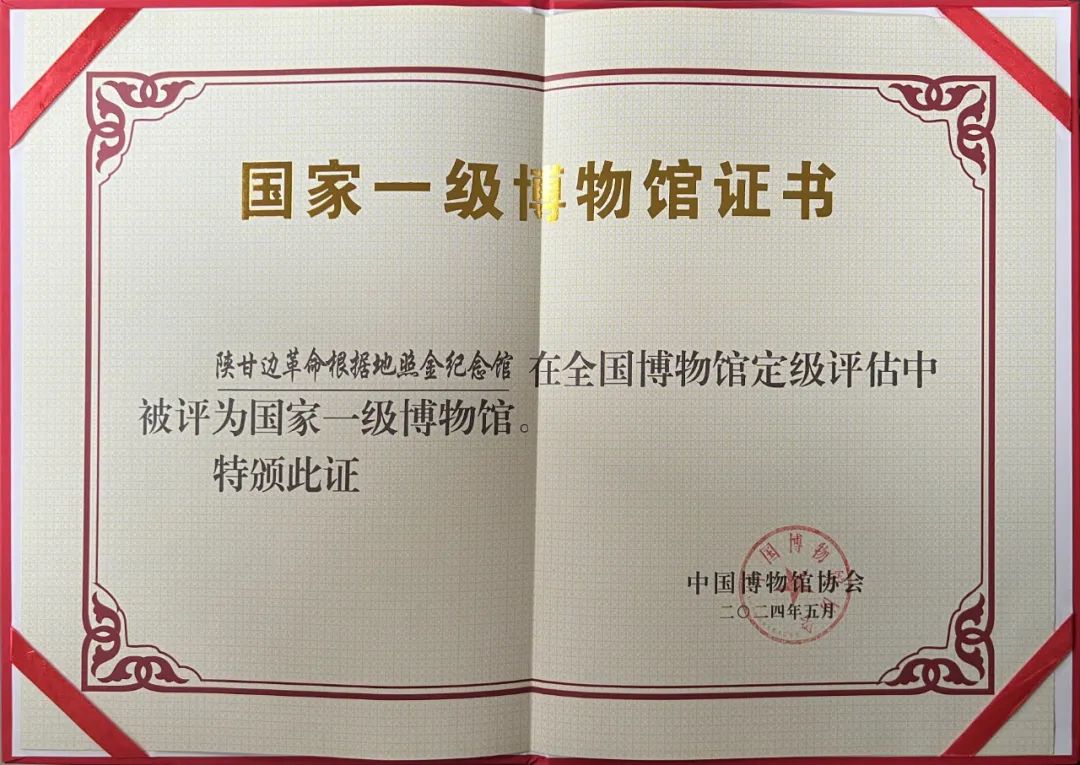 国家一级博物馆证书
陕甘边革命根据地照金纪念馆 在全国博物馆定级评估中
被评为国家一级博物馆。
特颁此证
国博物
中国博物馆协会
二〇二四年五月